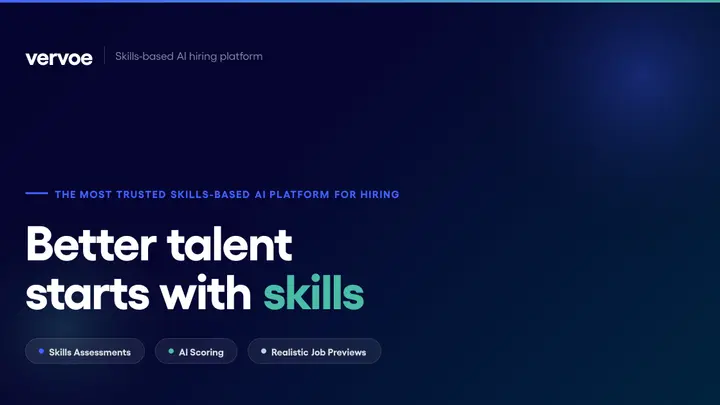 vervoe
Skills-based AI hiring platform
THE MOST TRUSTED SKILLS-BASED AI PLATFORM FOR HIRING
Better talent
starts with skills
Skills Assessments
AI Scoring
Realistic Job Previews